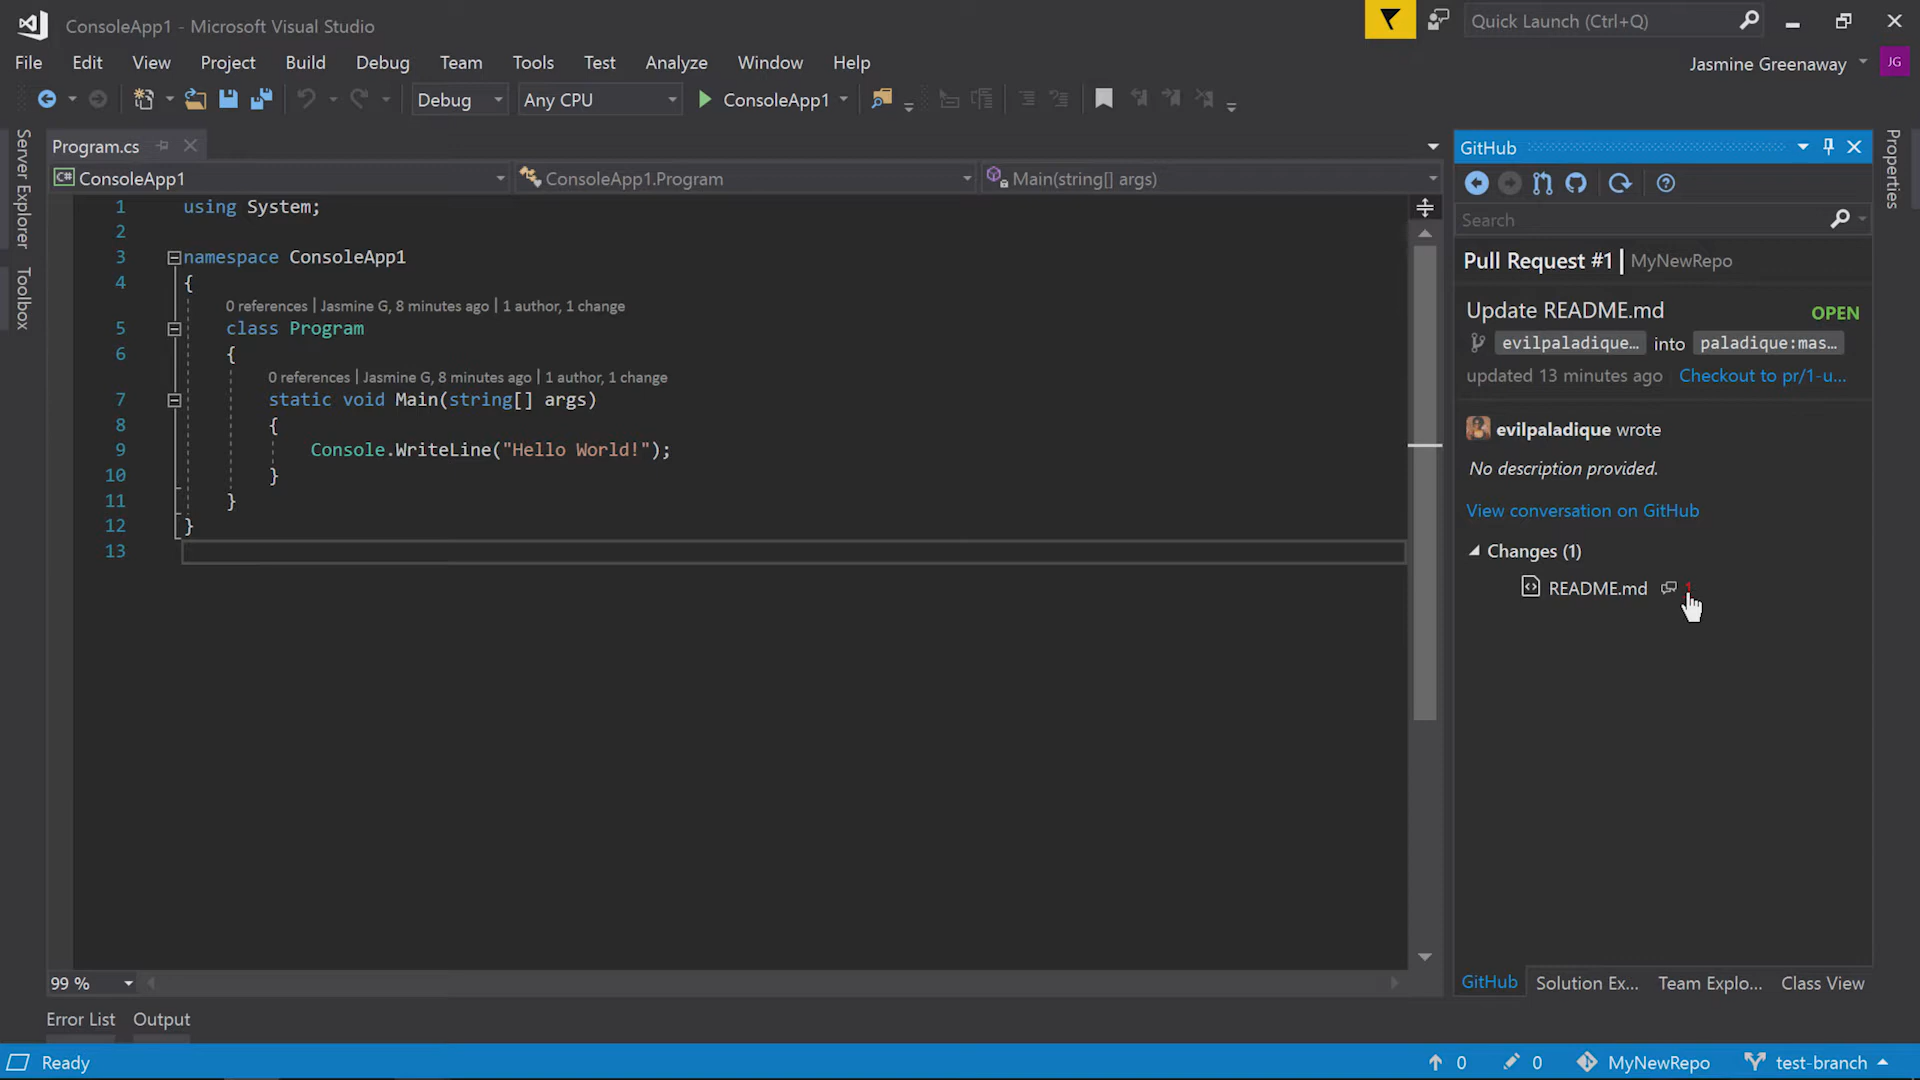 ConsoleApp1 - Microsoft Visual Studio
Quick Launch (Ctrl+Q)
File Edit View Project Build Debug Team Tools Test Analyze Window Help
Jasmine Greenaway JG
Debug Any CPU ConsoleApp1
Server Explorer
Toolbox
Program.cs
C# ConsoleApp1 ConsoleApp1.Program Main(string[] args)
1 using System;
2
3 namespace ConsoleApp1
4 {
0 references | Jasmine G, 8 minutes ago | 1 author, 1 change
5 class Program
6 {
0 references | Jasmine G, 8 minutes ago | 1 author, 1 change
7 static void Main(string[] args)
8 {
9 Console.WriteLine("Hello World!");
10 }
11 }
12 }
13
99 %
Error List Output
GitHub
Search
Pull Request #1 | MyNewRepo
Update README.md OPEN
evilpaladique… into paladique:mas…
updated 13 minutes ago Checkout to pr/1-u…
evilpaladique wrote
No description provided.
View conversation on GitHub
Changes (1)
README.md 1
GitHub Solution Ex... Team Explo... Class View
Properties
Ready 0 0 MyNewRepo test-branch